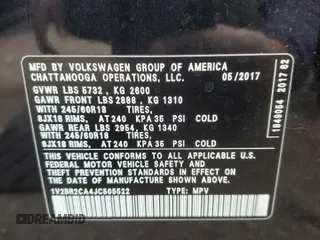 MFD BY VOLKSWAGEN GROUP OF AMERICA
CHATTANOOGA OPERATIONS, LLC. 05/2017
GVWR LBS 5732 , KG 2600
GAWR FRONT LBS 2888 , KG 1310
WITH 245/60R18 TIRES,
8JX18 RIMS, AT 240 KPA 35 PSI COLD
GAWR REAR LBS 2954, KG 1340
WITH 245/60R18 TIRES,
8JX18 RIMS, AT 240 KPA 35 PSI COLD
THIS VEHICLE CONFORMS TO ALL APPLICABLE U.S.
FEDERAL MOTOR VEHICLE SAFETY AND THEFT
PREVENTION STANDARDS IN EFFECT ON THE DATE OF
MANUFACTURE SHOWN ABOVE.
1V2BR2CA4JC505522 TYPE: MPV
1849084 2017 62